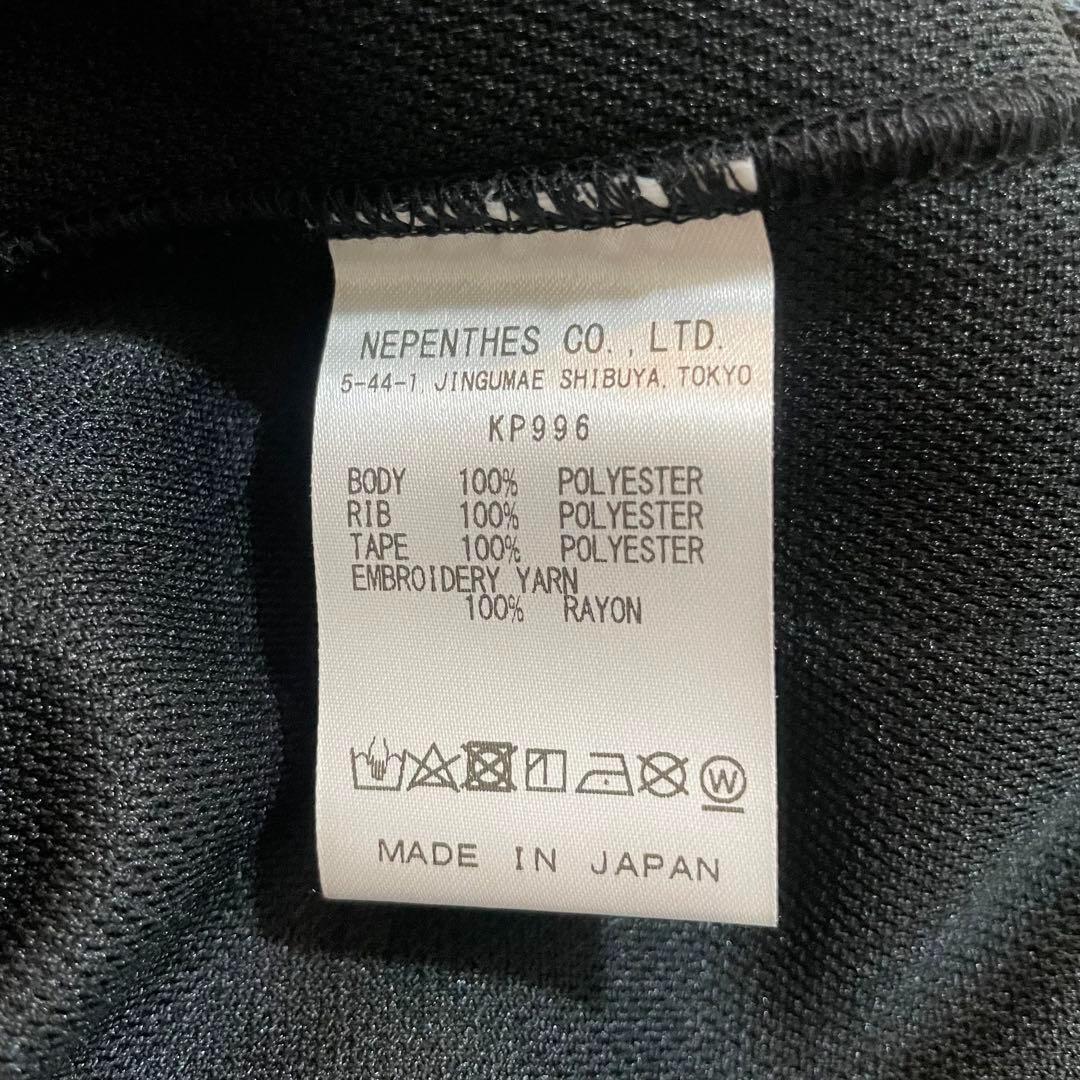 NEPENTHES CO., LTD.
5-44-1, JINGUMAE SHIBUYA, TOKYO
KP996
BODY 100% POLYESTER
RIB 100% POLYESTER
TAPE 100% POLYESTER
EMBROIDERY YARN
100% RAYON
W
MADE IN JAPAN